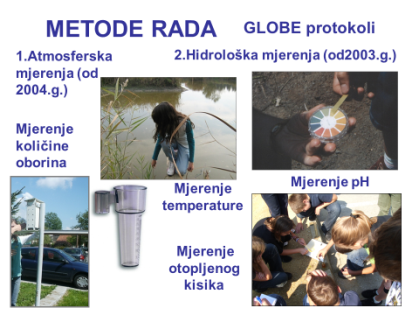 METODE RADA
GLOBE protokoli
1.Atmosferska
mjerenja (od
2004.g.)
2.Hidrološka mjerenja (od2003.g.)
Mjerenje
količine
oborina
Mjerenje
temperature
Mjerenje pH
Mjerenje
otopljenog
kisika